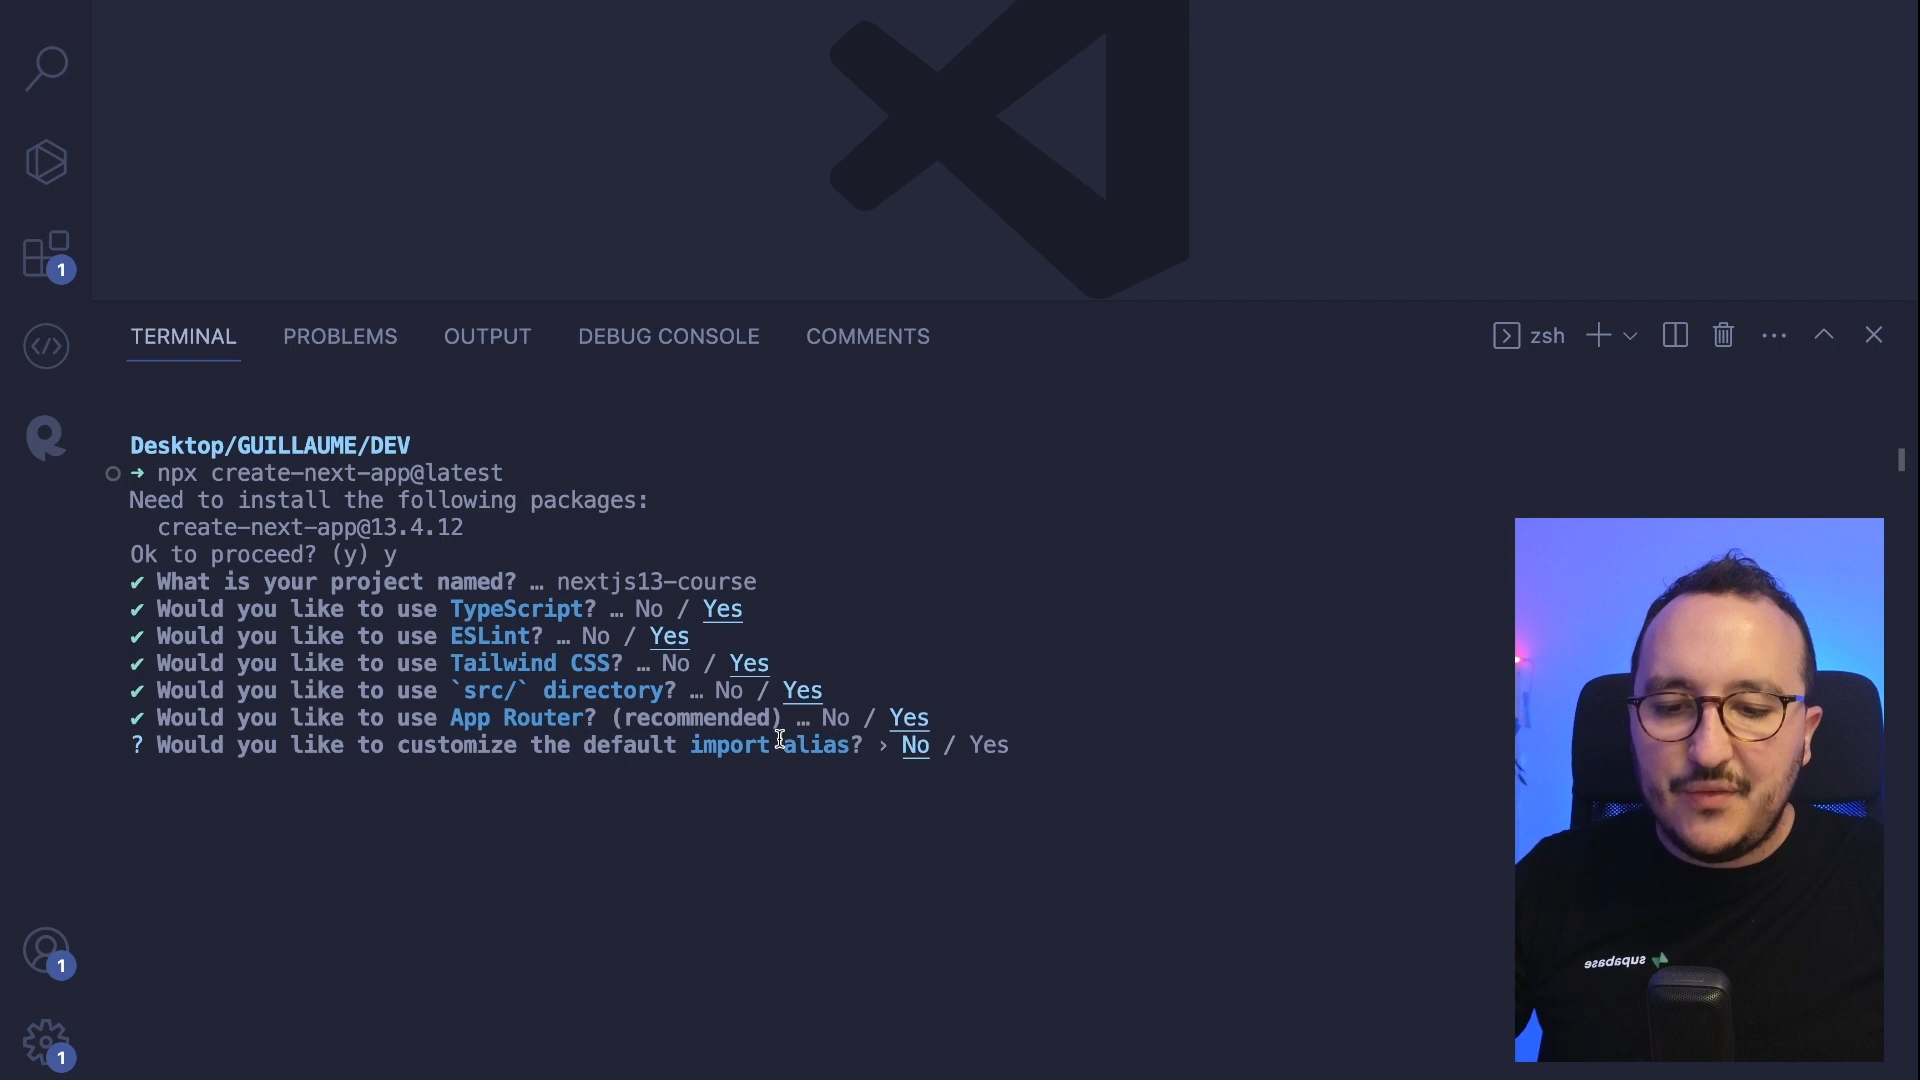 1
TERMINAL PROBLEMS OUTPUT DEBUG CONSOLE COMMENTS zsh
Desktop/GUILLAUME/DEV
➜ npx create-next-app@latest
Need to install the following packages:
create-next-app@13.4.12
Ok to proceed? (y) y
✔ What is your project named? … nextjs13-course
✔ Would you like to use TypeScript? … No / Yes
✔ Would you like to use ESLint? … No / Yes
✔ Would you like to use Tailwind CSS? … No / Yes
✔ Would you like to use `src/` directory? … No / Yes
✔ Would you like to use App Router? (recommended) … No / Yes
? Would you like to customize the default import alias? › No / Yes
supabase
1
1